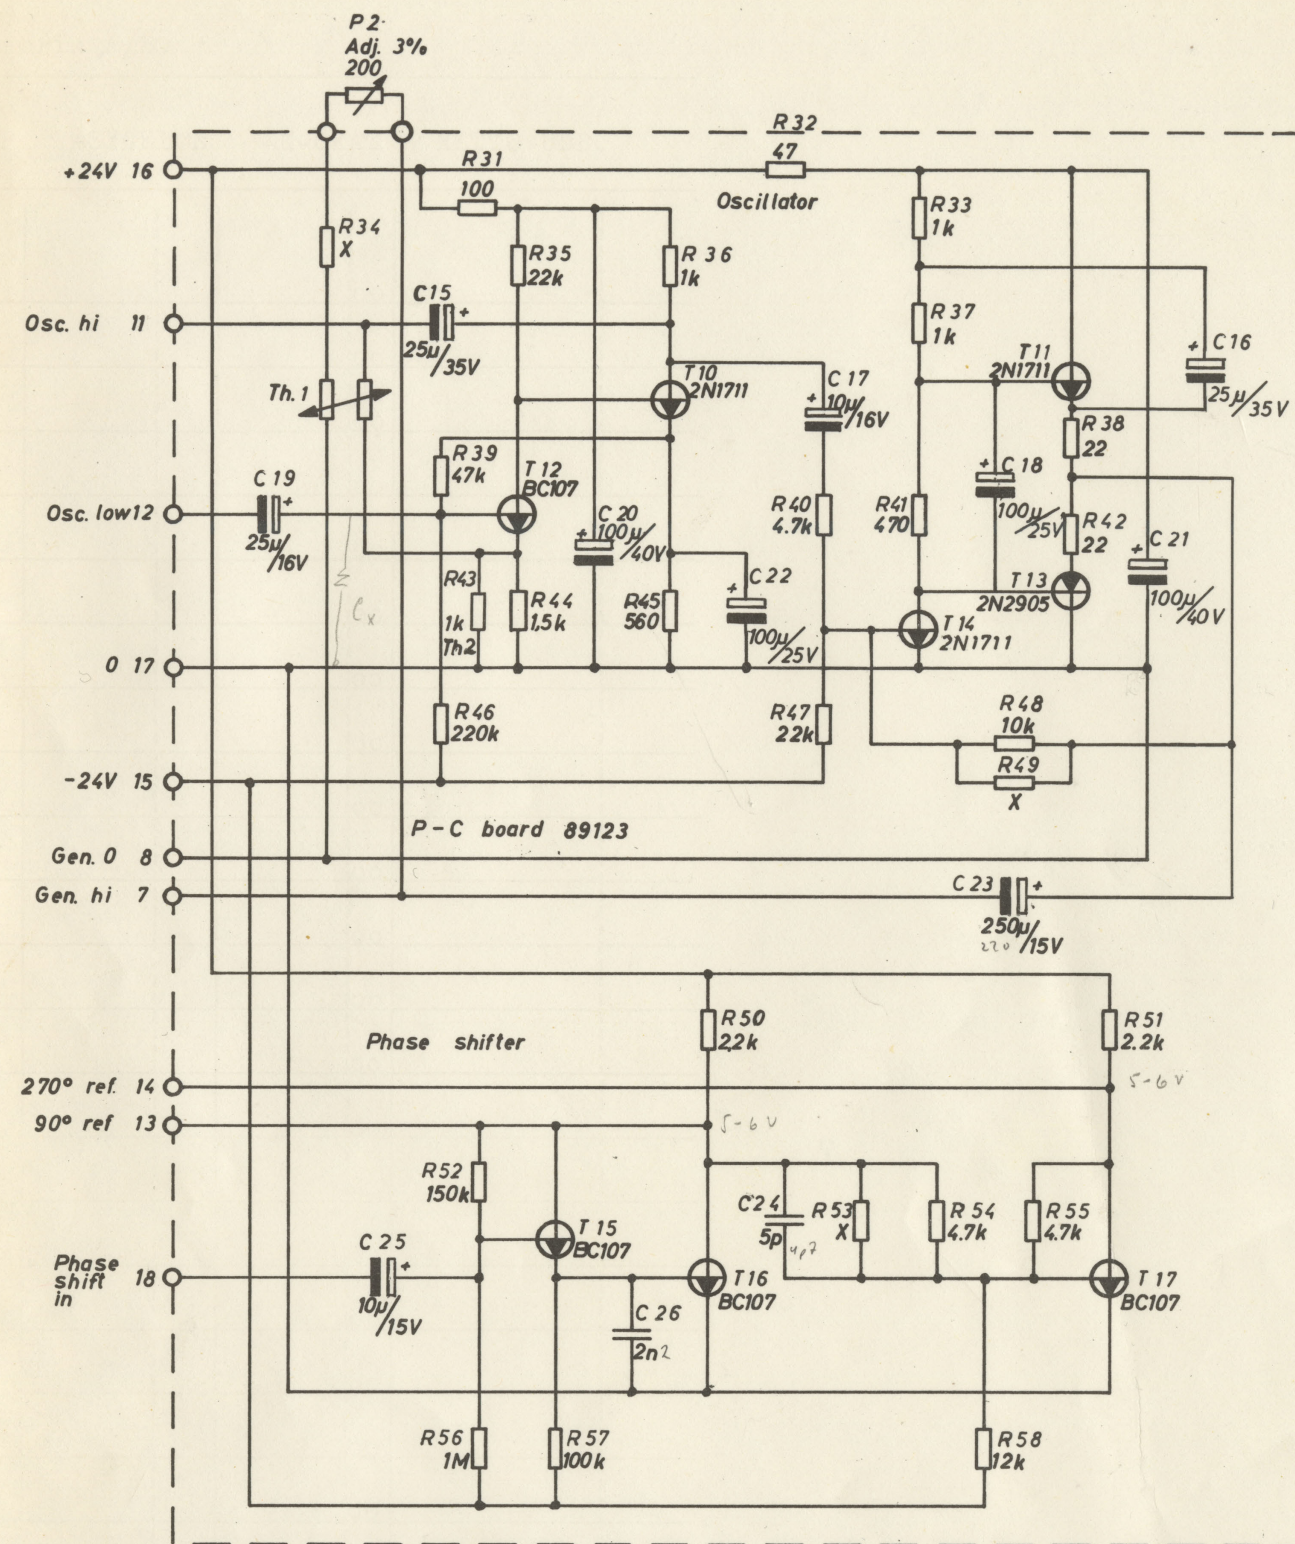 P2
Adj. 3%
200
+24V 16
R31
100
R32
47
Oscillator
R33
1k
R34
X
R35
22k
R36
1k
Osc. hi 11
C15
+
25µ/35V
R37
1k
T11
2N1711
+ C16
25µ/35V
Th.1
T10
2N1711
C17
+
10µ/16V
R38
22
R39
47k
T12
BC107
C19
+
25µ/16V
Osc. low 12
C20
+
100µ/40V
R40
4.7k
R41
470
+ C18
100µ/25V
R42
22
C21
+
100µ/40V
R43
1k
Th2
R44
1,5k
R45
560
C22
+
100µ/25V
T13
2N2905
T14
2N1711
Cx
0 17
R46
220k
R47
22k
R48
10k
R49
X
-24V 15
P-C board 89123
Gen. 0 8
Gen. hi 7
C23
+
250µ/15V
220
R50
2,2k
R51
2.2k
Phase shifter
270° ref. 14
5-6 V
90° ref 13
5-6 V
R52
150k
T15
BC107
C24
5p
4p7
R53
X
R54
4.7k
R55
4.7k
Phase
shift 18
in
C25
+
10µ/15V
T16
BC107
T17
BC107
C26
2n2
R56
1M
R57
100k
R58
12k